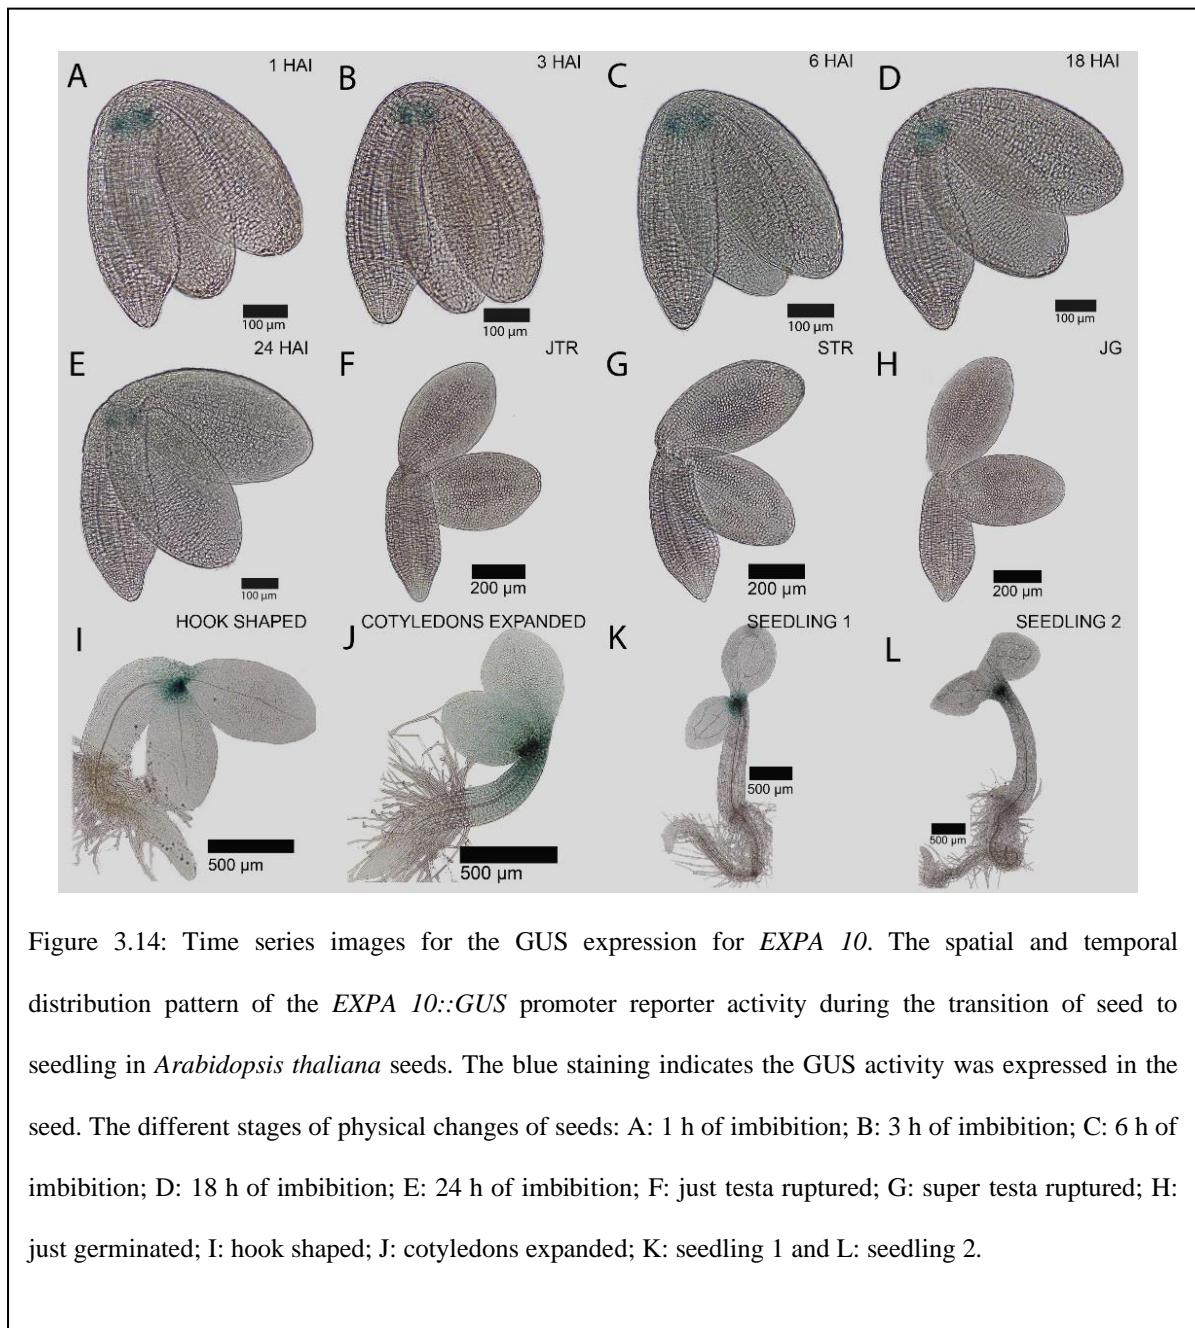 A 1 HAI B 3 HAI C 6 HAI D 18 HAI
100 µm 100 µm 100 µm 100 µm
E 24 HAI F JTR G STR H JG
100 µm 200 µm 200 µm 200 µm
I HOOK SHAPED J COTYLEDONS EXPANDED K SEEDLING 1 L SEEDLING 2
500 µm 500 µm 500 µm 500 µm
Figure 3.14: Time series images for the GUS expression for EXPA 10. The spatial and temporal
distribution pattern of the EXPA 10::GUS promoter reporter activity during the transition of seed to
seedling in Arabidopsis thaliana seeds. The blue staining indicates the GUS activity was expressed in the
seed. The different stages of physical changes of seeds: A: 1 h of imbibition; B: 3 h of imbibition; C: 6 h of
imbibition; D: 18 h of imbibition; E: 24 h of imbibition; F: just testa ruptured; G: super testa ruptured; H:
just germinated; I: hook shaped; J: cotyledons expanded; K: seedling 1 and L: seedling 2.